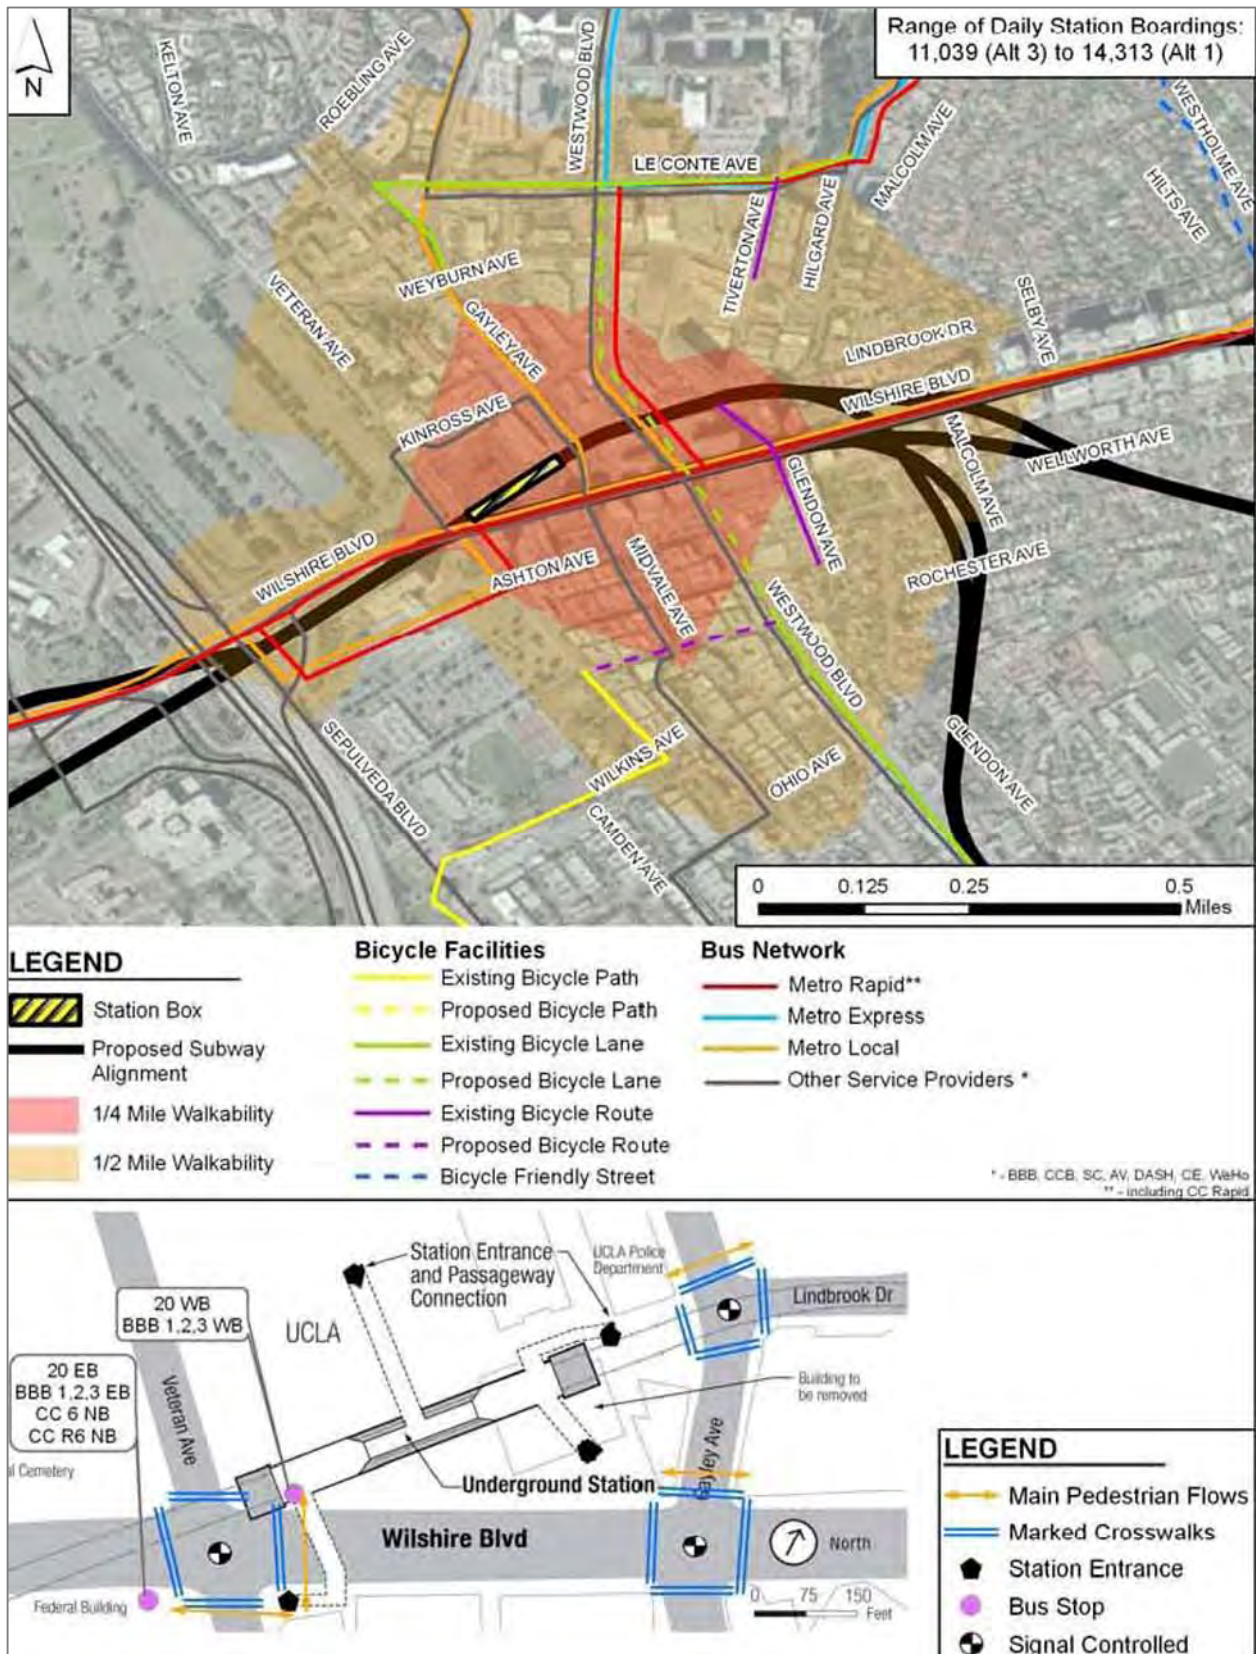 Range of Daily Station Boardings:
11,039 (Alt 3) to 14,313 (Alt 1)
N
KELTON AVE
ROEBLING AVE
WESTWOOD BLVD
LE CONTE AVE
MALCOLM AVE
WESTHOLME AVE
HILTS AVE
TIVERTON AVE
HILGARD AVE
WEYBURN AVE
VETERAN AVE
GAYLEY AVE
SELBY AVE
LINDBROOK DR
WILSHIRE BLVD
KINROSS AVE
MALCOLM AVE
WELLWORTH AVE
GLENDON AVE
WILSHIRE BLVD
ASHTON AVE
MIDVALE AVE
ROCHESTER AVE
WESTWOOD BLVD
SEPULVEDA BLVD
WILKINS AVE
OHIO AVE
GLENDON AVE
CAMDEN AVE
0 0.125 0.25 0.5
Miles
LEGEND
Station Box
Proposed Subway
Alignment
1/4 Mile Walkability
1/2 Mile Walkability
Bicycle Facilities
Existing Bicycle Path
Proposed Bicycle Path
Existing Bicycle Lane
Proposed Bicycle Lane
Existing Bicycle Route
Proposed Bicycle Route
Bicycle Friendly Street
Bus Network
Metro Rapid**
Metro Express
Metro Local
Other Service Providers *
* - BBB, CCB, SC, AV, DASH, CE, WeHo
** - including CC Rapid
Station Entrance
and Passageway
Connection
UCLA Police
Department
Lindbrook Dr
20 WB
BBB 1,2,3 WB
UCLA
20 EB
BBB 1,2,3 EB
CC 6 NB
CC R6 NB
Veteran Ave
Building to
be removed
al Cemetery
Underground Station
Gayley Ave
Wilshire Blvd
North
Federal Building
0 75 150
Feet
LEGEND
Main Pedestrian Flows
Marked Crosswalks
Station Entrance
Bus Stop
Signal Controlled